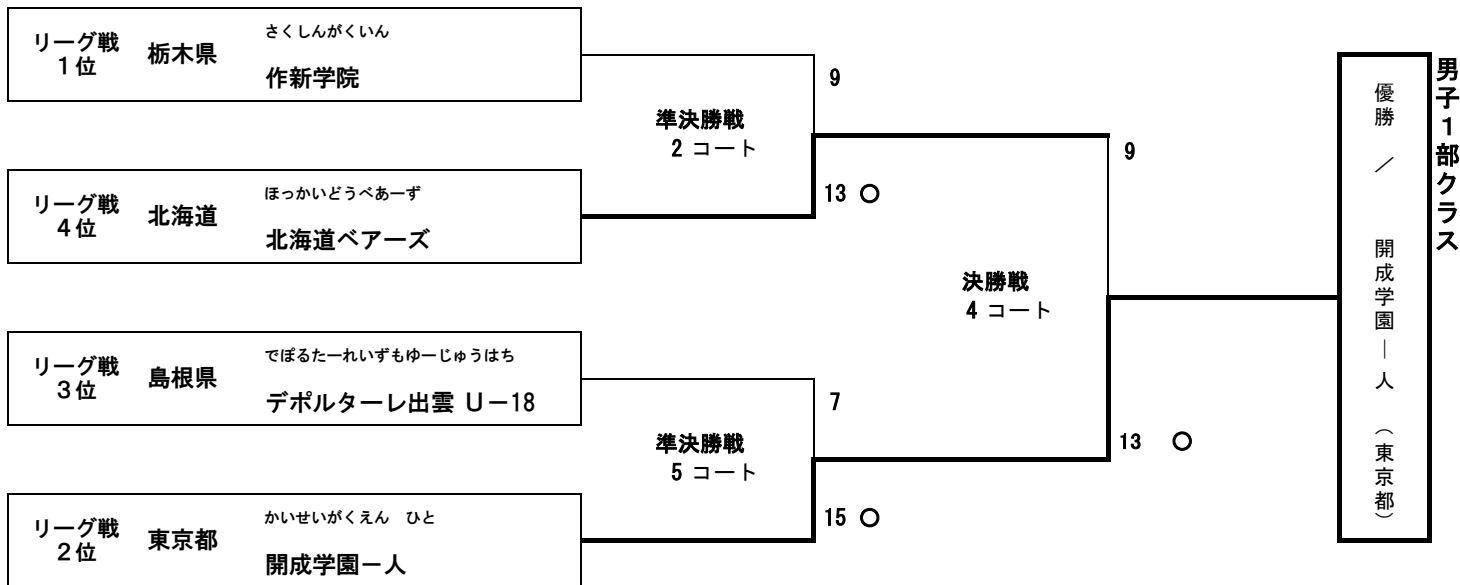 リーグ戦
１位
栃木県
さくしんがくいん
作新学院
9
準決勝戦
2 コート
リーグ戦
４位
北海道
ほっかいどうべあーず
北海道ベアーズ
13 ○
9
決勝戦
4 コート
リーグ戦
３位
島根県
でぽるたーれいずもゆーじゅうはち
デポルターレ出雲 Ｕ－18
7
準決勝戦
5 コート
13 ○
リーグ戦
２位
東京都
かいせいがくえん　ひと
開成学園－人
15 ○
優勝 ／ 開成学園－人 （東京都）
男子１部クラス